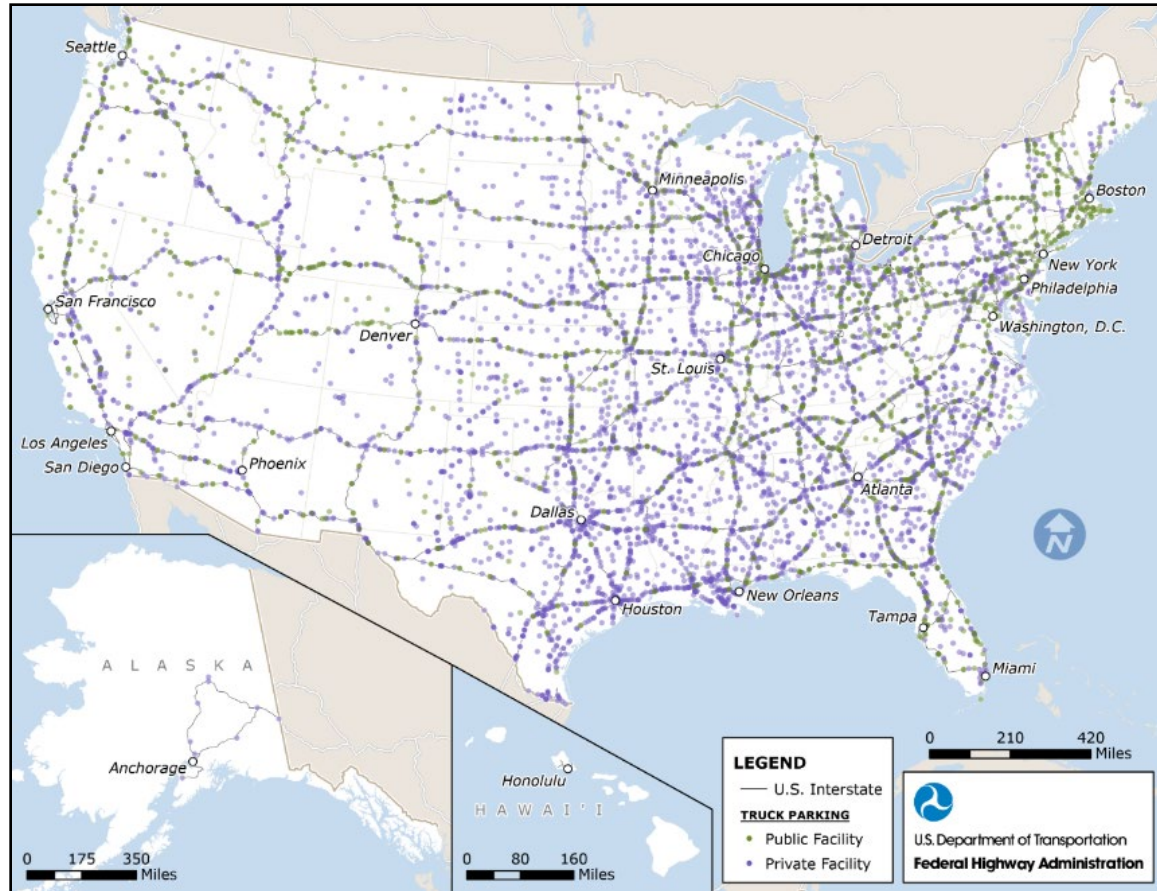 Seattle
Minneapolis
Boston
Detroit
Chicago
New York
Philadelphia
San Francisco
Washington, D.C.
Denver
St. Louis
Los Angeles
San Diego
Phoenix
Atlanta
Dallas
N
Houston
New Orleans
Tampa
Miami
ALASKA
Anchorage
0 175 350
Miles
Honolulu
HAWAI'I
0 80 160
Miles
0 210 420
Miles
LEGEND
U.S. Interstate
TRUCK PARKING
Public Facility
Private Facility
U.S. Department of Transportation
Federal Highway Administration